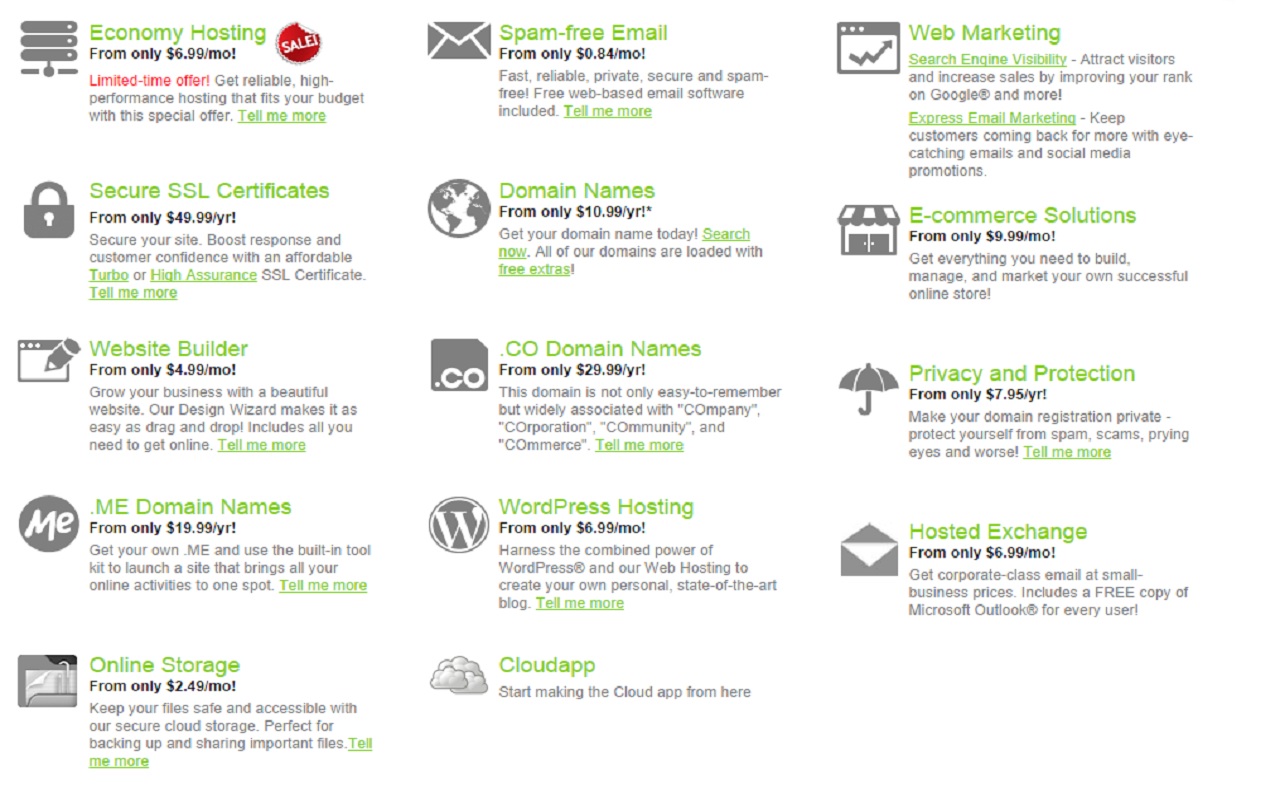 Economy Hosting
SALE!
From only $6.99/mo!
Limited-time offer! Get reliable, high-
performance hosting that fits your budget
with this special offer. Tell me more
Secure SSL Certificates
From only $49.99/yr!
Secure your site. Boost response and
customer confidence with an affordable
Turbo or High Assurance SSL Certificate.
Tell me more
Website Builder
From only $4.99/mo!
Grow your business with a beautiful
website. Our Design Wizard makes it as
easy as drag and drop! Includes all you
need to get online. Tell me more
Me
.ME Domain Names
From only $19.99/yr!
Get your own .ME and use the built-in tool
kit to launch a site that brings all your
online activities to one spot. Tell me more
Online Storage
From only $2.49/mo!
Keep your files safe and accessible with
our secure cloud storage. Perfect for
backing up and sharing important files.Tell
me more
Spam-free Email
From only $0.84/mo!
Fast, reliable, private, secure and spam-
free! Free web-based email software
included. Tell me more
Domain Names
From only $10.99/yr!*
Get your domain name today! Search
now. All of our domains are loaded with
free extras!
.co
.CO Domain Names
From only $29.99/yr!
This domain is not only easy-to-remember
but widely associated with "COmpany",
"COrporation", "COmmunity", and
"COmmerce". Tell me more
W
WordPress Hosting
From only $6.99/mo!
Harness the combined power of
WordPress® and our Web Hosting to
create your own personal, state-of-the-art
blog. Tell me more
Cloudapp
Start making the Cloud app from here
Web Marketing
Search Engine Visibility - Attract visitors
and increase sales by improving your rank
on Google® and more!
Express Email Marketing - Keep
customers coming back for more with eye-
catching emails and social media
promotions.
E-commerce Solutions
From only $9.99/mo!
Get everything you need to build,
manage, and market your own successful
online store!
Privacy and Protection
From only $7.95/yr!
Make your domain registration private -
protect yourself from spam, scams, prying
eyes and worse! Tell me more
Hosted Exchange
From only $6.99/mo!
Get corporate-class email at small-
business prices. Includes a FREE copy of
Microsoft Outlook® for every user!